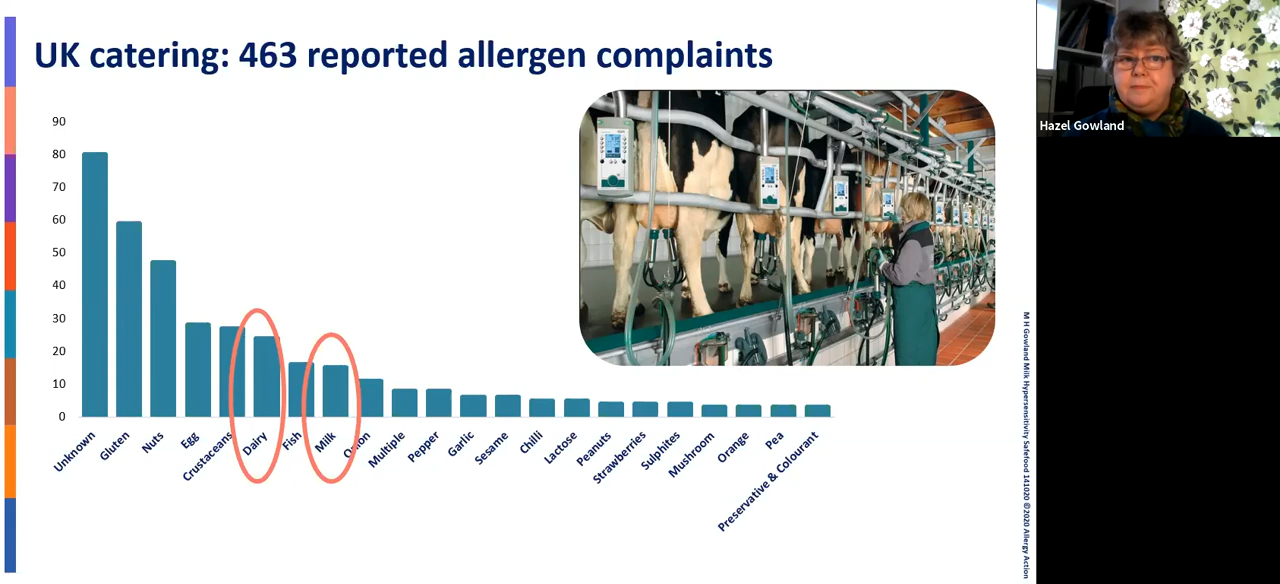 UK catering: 463 reported allergen complaints
Hazel Gowland
90
80
70
60
50
40
30
20
10
0
Unknown
Gluten
Nuts
Egg
Crustaceans
Dairy
Fish
Milk
Onion
Multiple
Pepper
Garlic
Sesame
Chilli
Lactose
Peanuts
Strawberries
Sulphites
Mushroom
Orange
Pea
Preservative & Colourant
M H Gowland Milk Hypersensitivity Safefood 141020 ©2020 Allergy Action